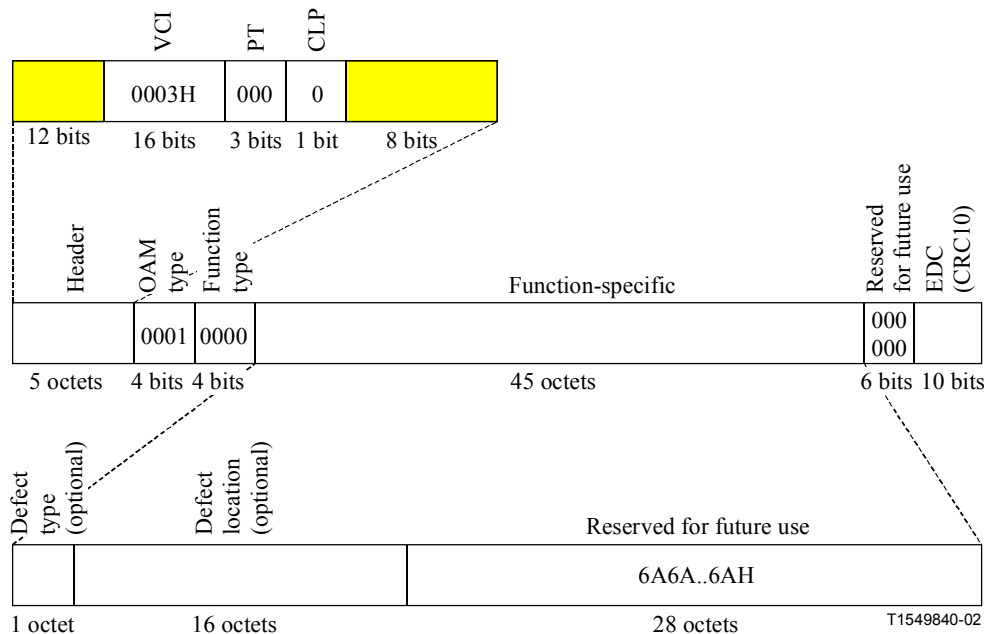 VCI
PT
CLP
0003H
000
0
12 bits
16 bits
3 bits
1 bit
8 bits
Header
OAM
type
Function
type
Function-specific
Reserved
for future use
EDC
(CRC10)
0001
0000
000
000
5 octets
4 bits
4 bits
45 octets
6 bits
10 bits
Defect
type
(optional)
Defect
location
(optional)
Reserved for future use
6A6A..6AH
1 octet
16 octets
28 octets
T1549840-02